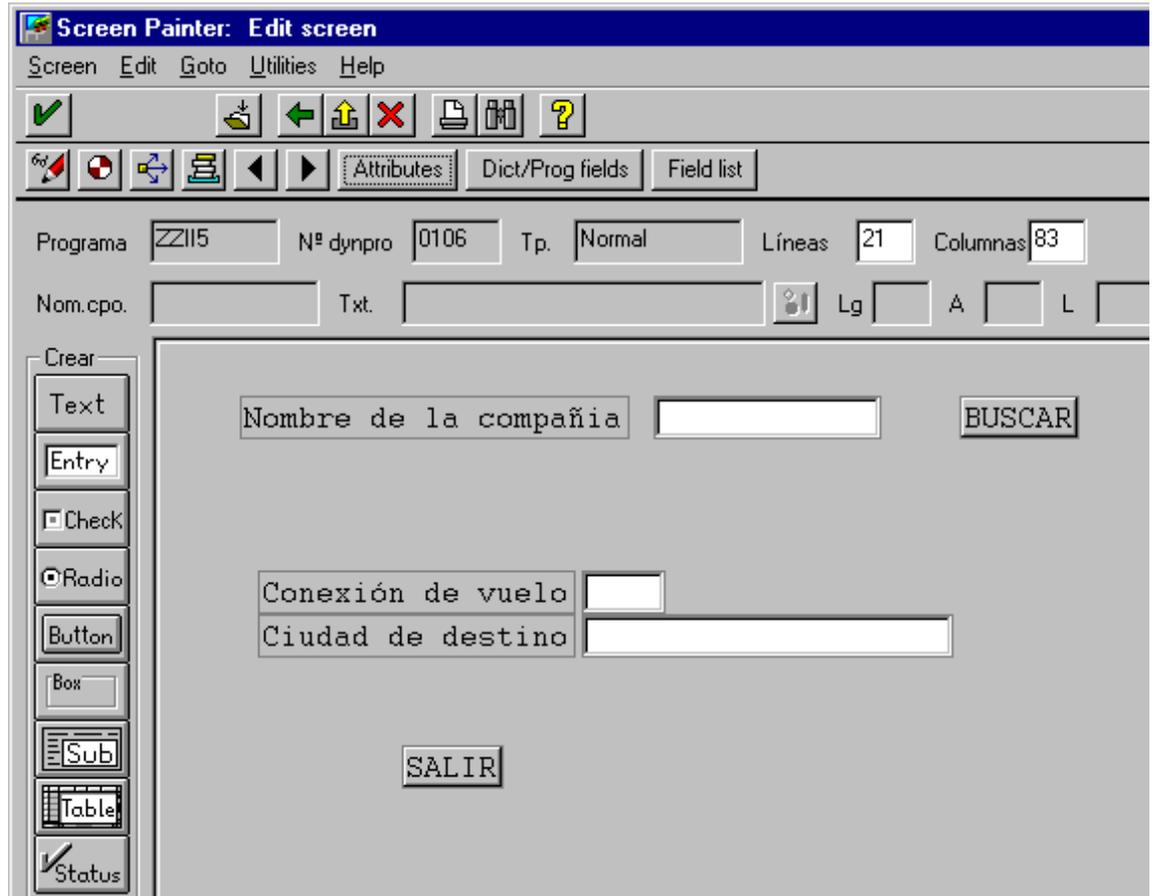 Screen Painter: Edit screen
Screen Edit Goto Utilities Help
Attributes Dict/Prog fields Field list
Programa ZZII5 Nº dynpro 0106 Tp. Normal Líneas 21 Columnas 83
Nom.cpo. Txt. Lg A L
Crear
Text
Entry
Check
Radio
Button
Box
Sub
Table
Status
Nombre de la compañia BUSCAR
Conexión de vuelo
Ciudad de destino
SALIR